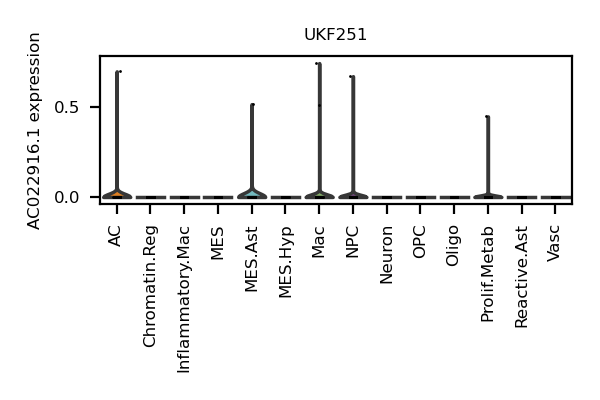 UKF251
AC022916.1 expression
0.5
0.0
AC
Chromatin.Reg
Inflammatory.Mac
MES
MES.Ast
MES.Hyp
Mac
NPC
Neuron
OPC
Oligo
Prolif.Metab
Reactive.Ast
Vasc